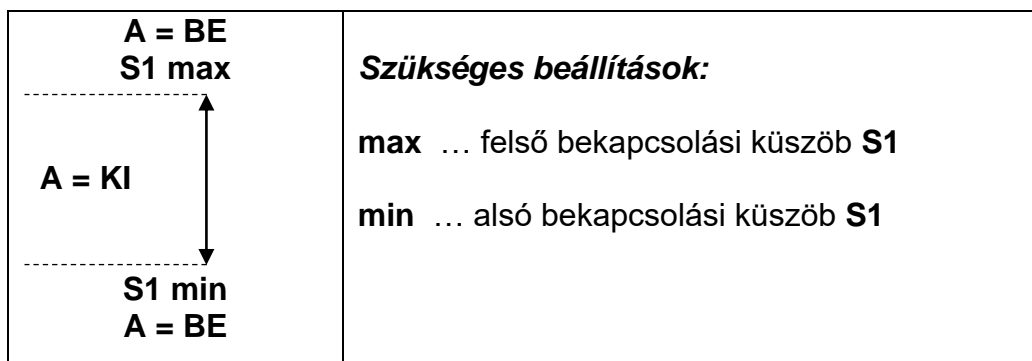 A = BE
S1 max
A = KI
S1 min
A = BE
Szükséges beállítások:
max … felső bekapcsolási küszöb S1
min … alsó bekapcsolási küszöb S1